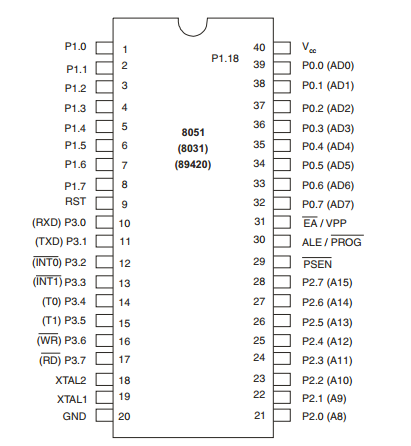 P1.0 1 40 Vcc
P1.18
P1.1 2 39 P0.0 (AD0)
P1.2 3 38 P0.1 (AD1)
P1.3 4 37 P0.2 (AD2)
P1.4 5 36 P0.3 (AD3)
8051
P1.5 6 35 P0.4 (AD4)
(8031)
P1.6 7 34 P0.5 (AD5)
(89420)
P1.7 8 33 P0.6 (AD6)
RST 9 32 P0.7 (AD7)
(RXD) P3.0 10 31 E̅A̅ / VPP
(TXD) P3.1 11 30 ALE / P̅R̅O̅G̅
(I̅N̅T̅0̅) P3.2 12 29 P̅S̅E̅N̅
(I̅N̅T̅1̅) P3.3 13 28 P2.7 (A15)
(T0) P3.4 14 27 P2.6 (A14)
(T1) P3.5 15 26 P2.5 (A13)
(W̅R̅) P3.6 16 25 P2.4 (A12)
(R̅D̅) P3.7 17 24 P2.3 (A11)
XTAL2 18 23 P2.2 (A10)
XTAL1 19 22 P2.1 (A9)
GND 20 21 P2.0 (A8)